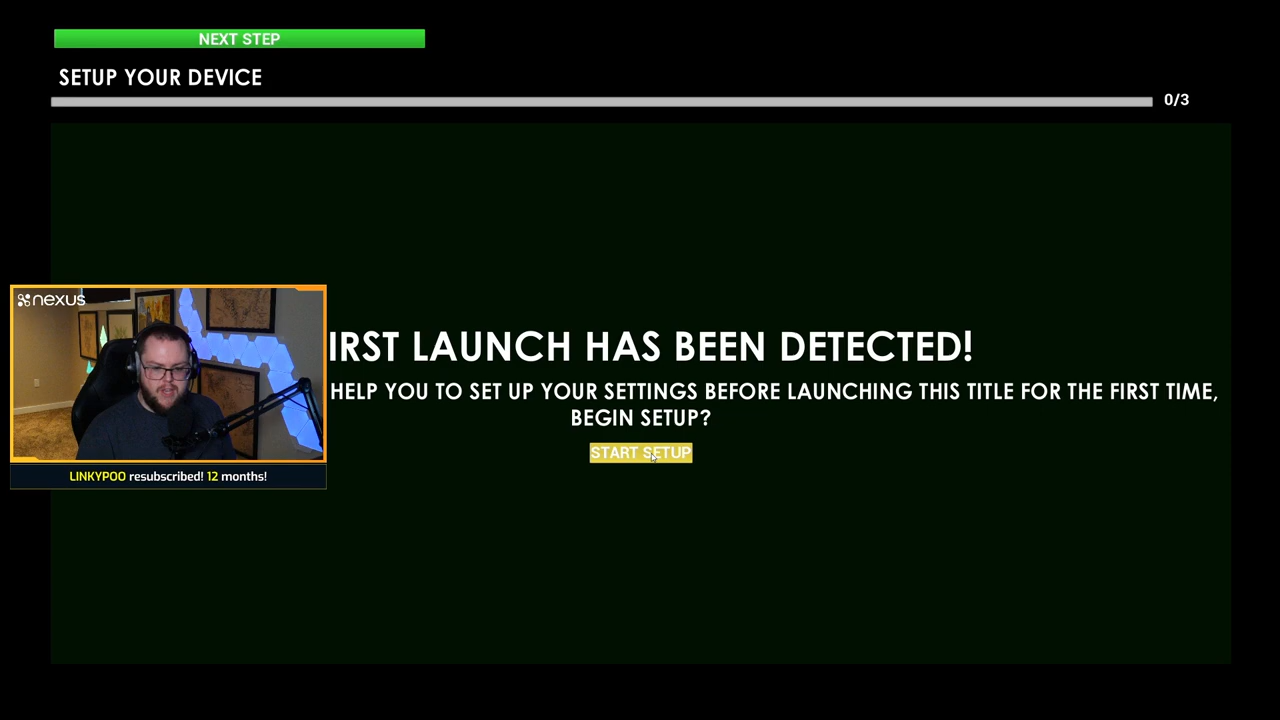 NEXT STEP
SETUP YOUR DEVICE
0/3
nexus
IRST LAUNCH HAS BEEN DETECTED!
HELP YOU TO SET UP YOUR SETTINGS BEFORE LAUNCHING THIS TITLE FOR THE FIRST TIME,
BEGIN SETUP?
START SETUP
LINKYPOO resubscribed! 12 months!